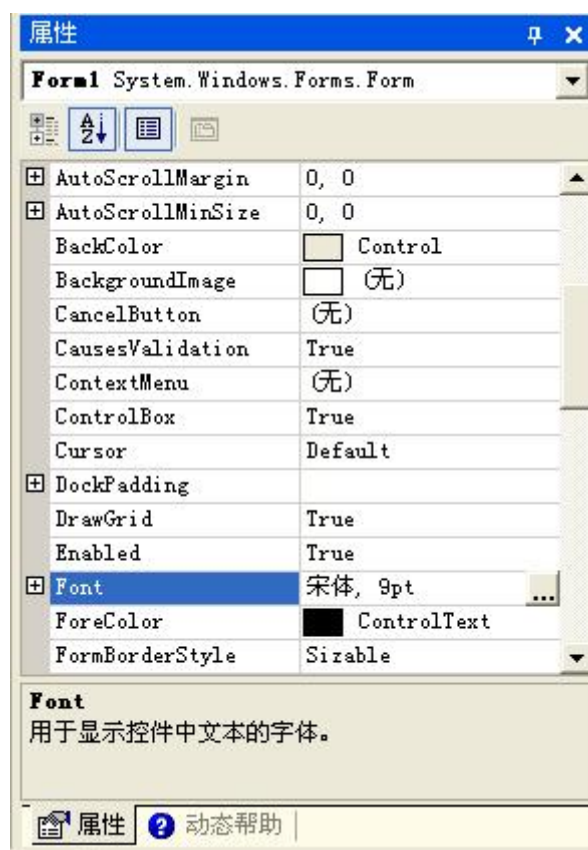 属性
Form1 System.Windows.Forms.Form
AutoScrollMargin 0, 0
AutoScrollMinSize 0, 0
BackColor Control
BackgroundImage (无)
CancelButton (无)
CausesValidation True
ContextMenu (无)
ControlBox True
Cursor Default
DockPadding
DrawGrid True
Enabled True
Font 宋体, 9pt ...
ForeColor ControlText
FormBorderStyle Sizable
Font
用于显示控件中文本的字体。
属性 动态帮助